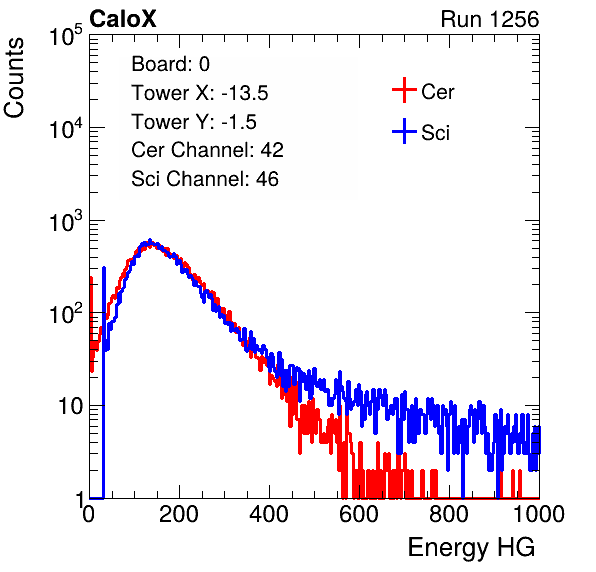 CaloX Run 1256
Counts
10^5
10^4
10^3
10^2
10
1
Board: 0
Tower X: -13.5
Tower Y: -1.5
Cer Channel: 42
Sci Channel: 46
Cer
Sci
0 200 400 600 800 1000
Energy HG